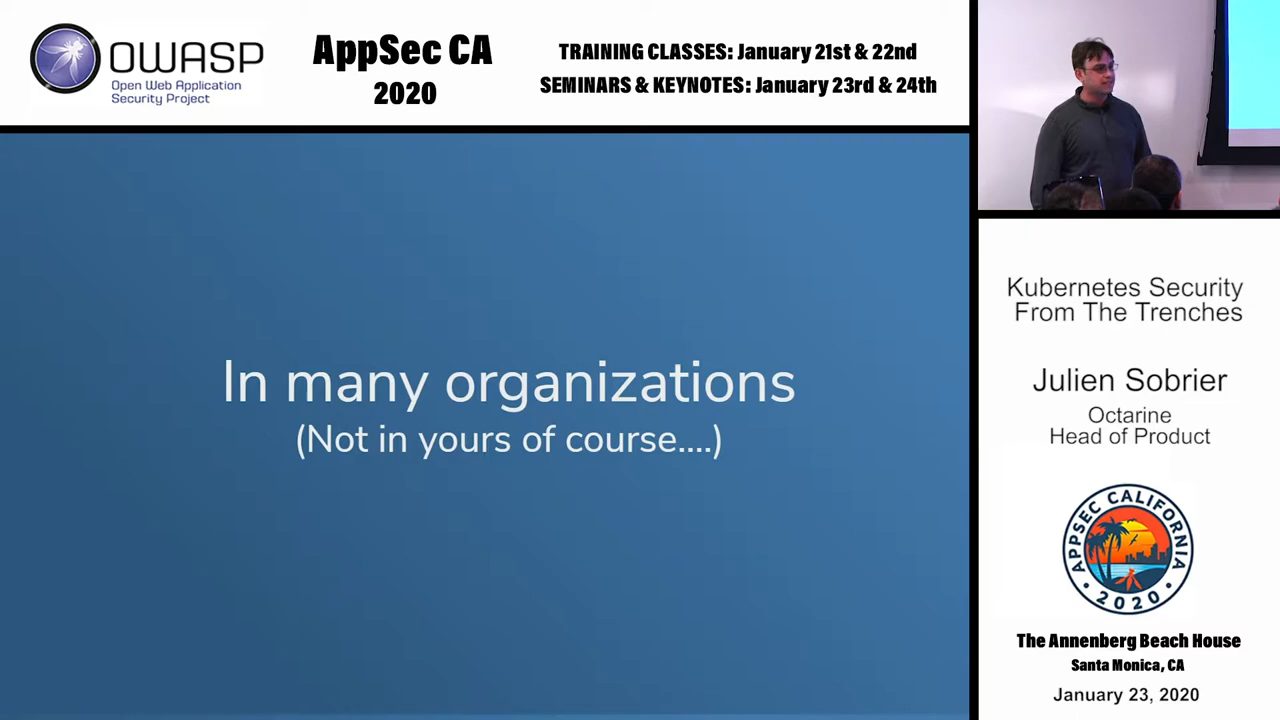 OWASP
Open Web Application
Security Project
AppSec CA
2020
TRAINING CLASSES: January 21st & 22nd
SEMINARS & KEYNOTES: January 23rd & 24th
In many organizations
(Not in yours of course....)
Kubernetes Security
From The Trenches
Julien Sobrier
Octarine
Head of Product
APPSEC CALIFORNIA
• 2020 •
The Annenberg Beach House
Santa Monica, CA
January 23, 2020